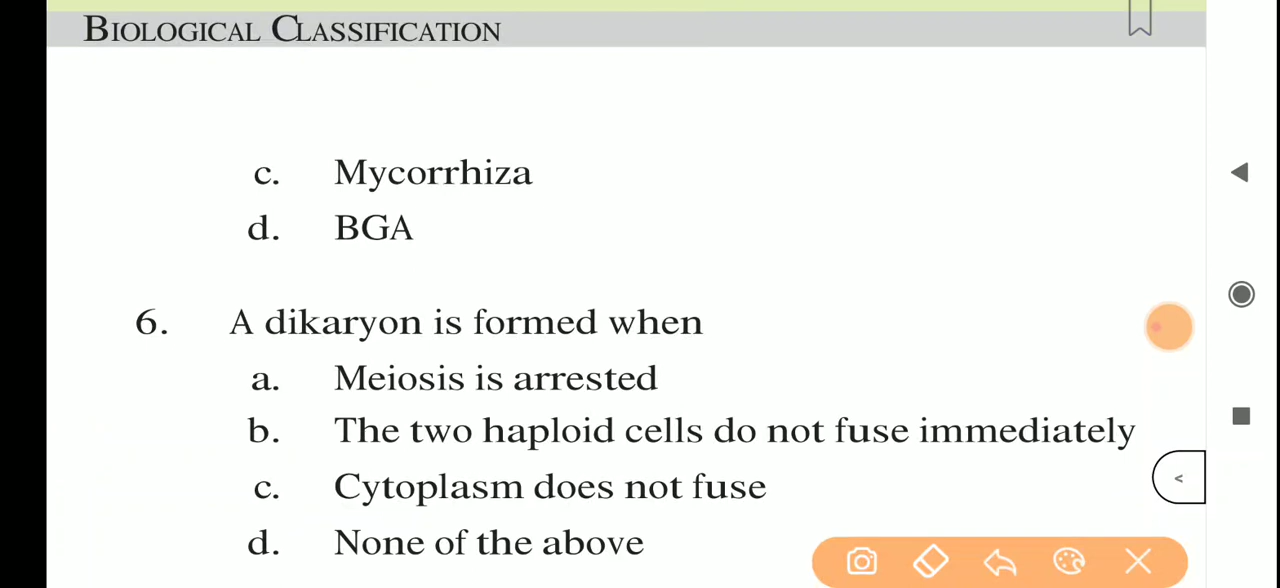 BIOLOGICAL CLASSIFICATION
c. Mycorrhiza
d. BGA
6. A dikaryon is formed when
a. Meiosis is arrested
b. The two haploid cells do not fuse immediately
c. Cytoplasm does not fuse
d. None of the above